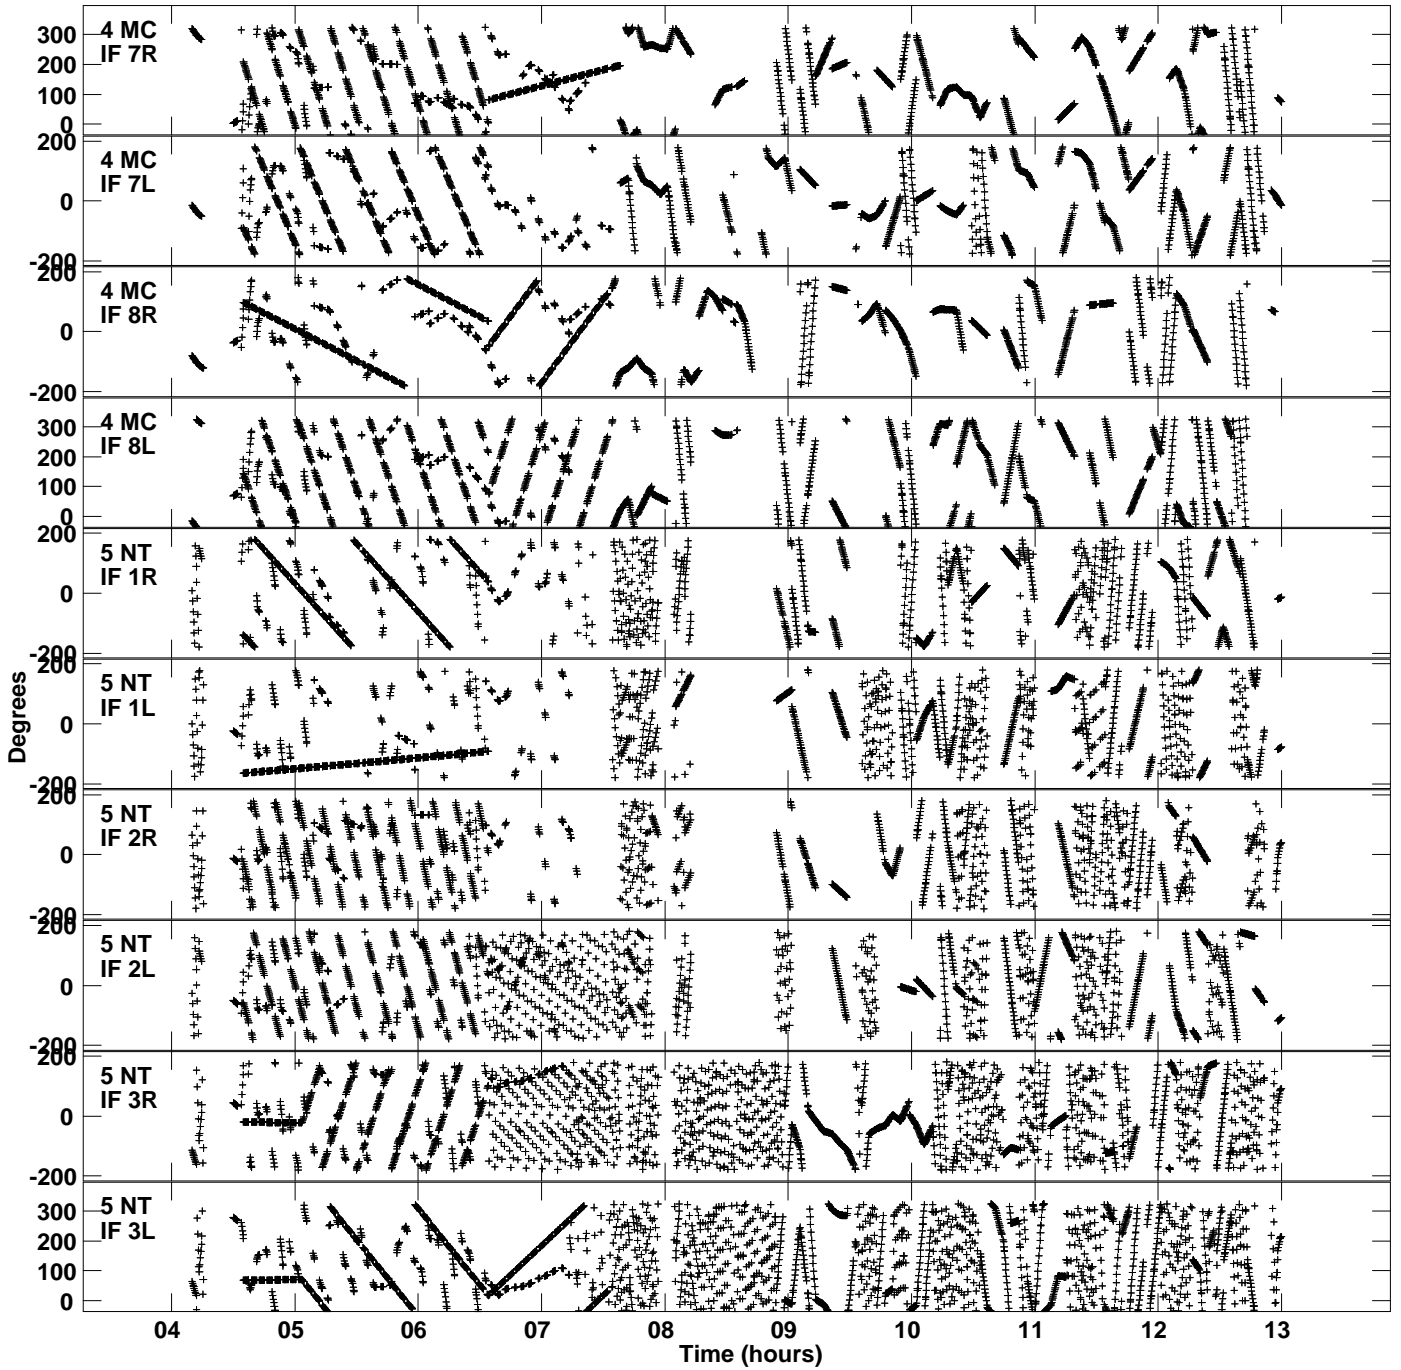 4 MC
IF 7R
300
200
100
0
4 MC
IF 7L
200
0
-200
4 MC
IF 8R
200
0
-200
4 MC
IF 8L
300
200
100
0
5 NT
IF 1R
200
0
-200
5 NT
IF 1L
200
0
-200
5 NT
IF 2R
200
0
-200
5 NT
IF 2L
200
0
-200
5 NT
IF 3R
200
0
-200
5 NT
IF 3L
300
200
100
0
Degrees
04 05 06 07 08 09 10 11 12 13
Time (hours)